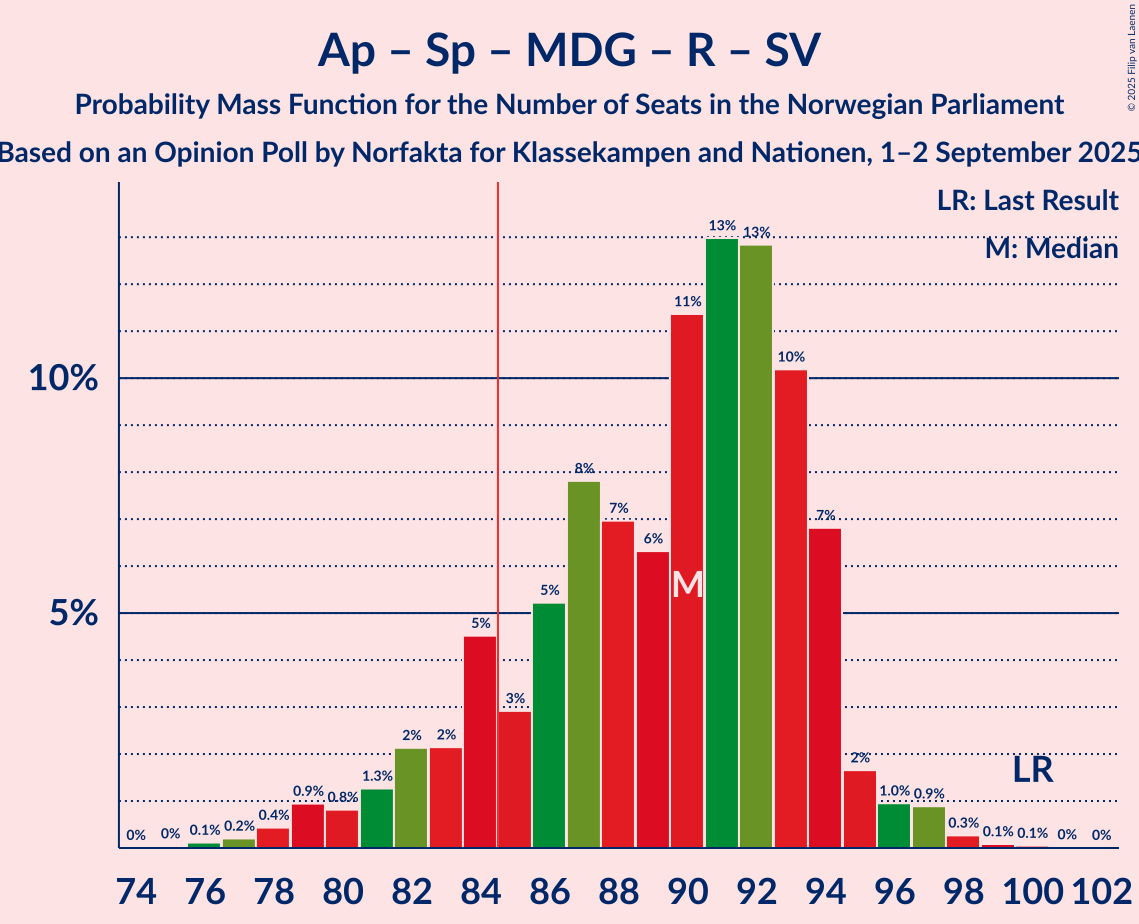 Ap – Sp – MDG – R – SV
Probability Mass Function for the Number of Seats in the Norwegian Parliament
Based on an Opinion Poll by Norfakta for Klassekampen and Nationen, 1–2 September 2025
© 2025 Filip van Laenen
LR: Last Result
M: Median
10%
5%
0% 0% 0.1% 0.2% 0.4% 0.9% 0.8% 1.3% 2% 2% 5% 3% 5% 8% 7% 6% 11% 13% 13% 10% 7% 2% 1.0% 0.9% 0.3% 0.1% 0.1% 0% 0%
M
LR
74 76 78 80 82 84 86 88 90 92 94 96 98 100 102